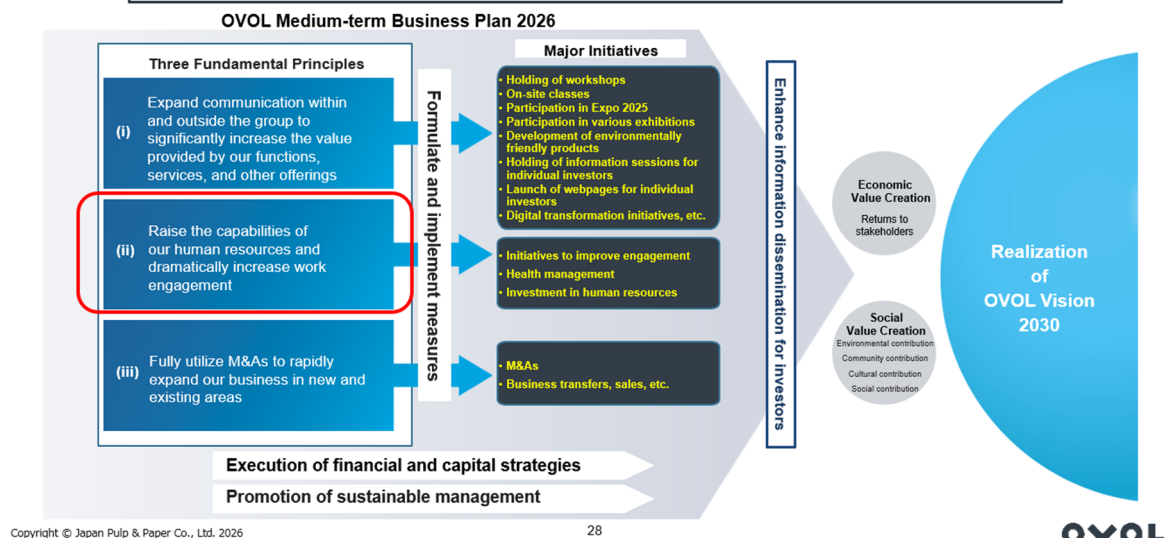 OVOL Medium-term Business Plan 2026
Three Fundamental Principles
(i)
Expand communication within
and outside the group to
significantly increase the value
provided by our functions,
services, and other offerings
(ii)
Raise the capabilities of
our human resources and
dramatically increase work
engagement
(iii)
Fully utilize M&As to rapidly
expand our business in new and
existing areas
Formulate and implement measures
Major Initiatives
• Holding of workshops
• On-site classes
• Participation in Expo 2025
• Participation in various exhibitions
• Development of environmentally
friendly products
• Holding of information sessions for
individual investors
• Launch of webpages for individual
investors
• Digital transformation initiatives, etc.
• Initiatives to improve engagement
• Health management
• Investment in human resources
• M&As
• Business transfers, sales, etc.
Enhance information dissemination for investors
Economic
Value Creation
Returns to
stakeholders
Social
Value Creation
Environmental contribution
Community contribution
Cultural contribution
Social contribution
Realization
of
OVOL Vision
2030
Execution of financial and capital strategies
Promotion of sustainable management
Copyright © Japan Pulp & Paper Co., Ltd. 2026
28
OVOL